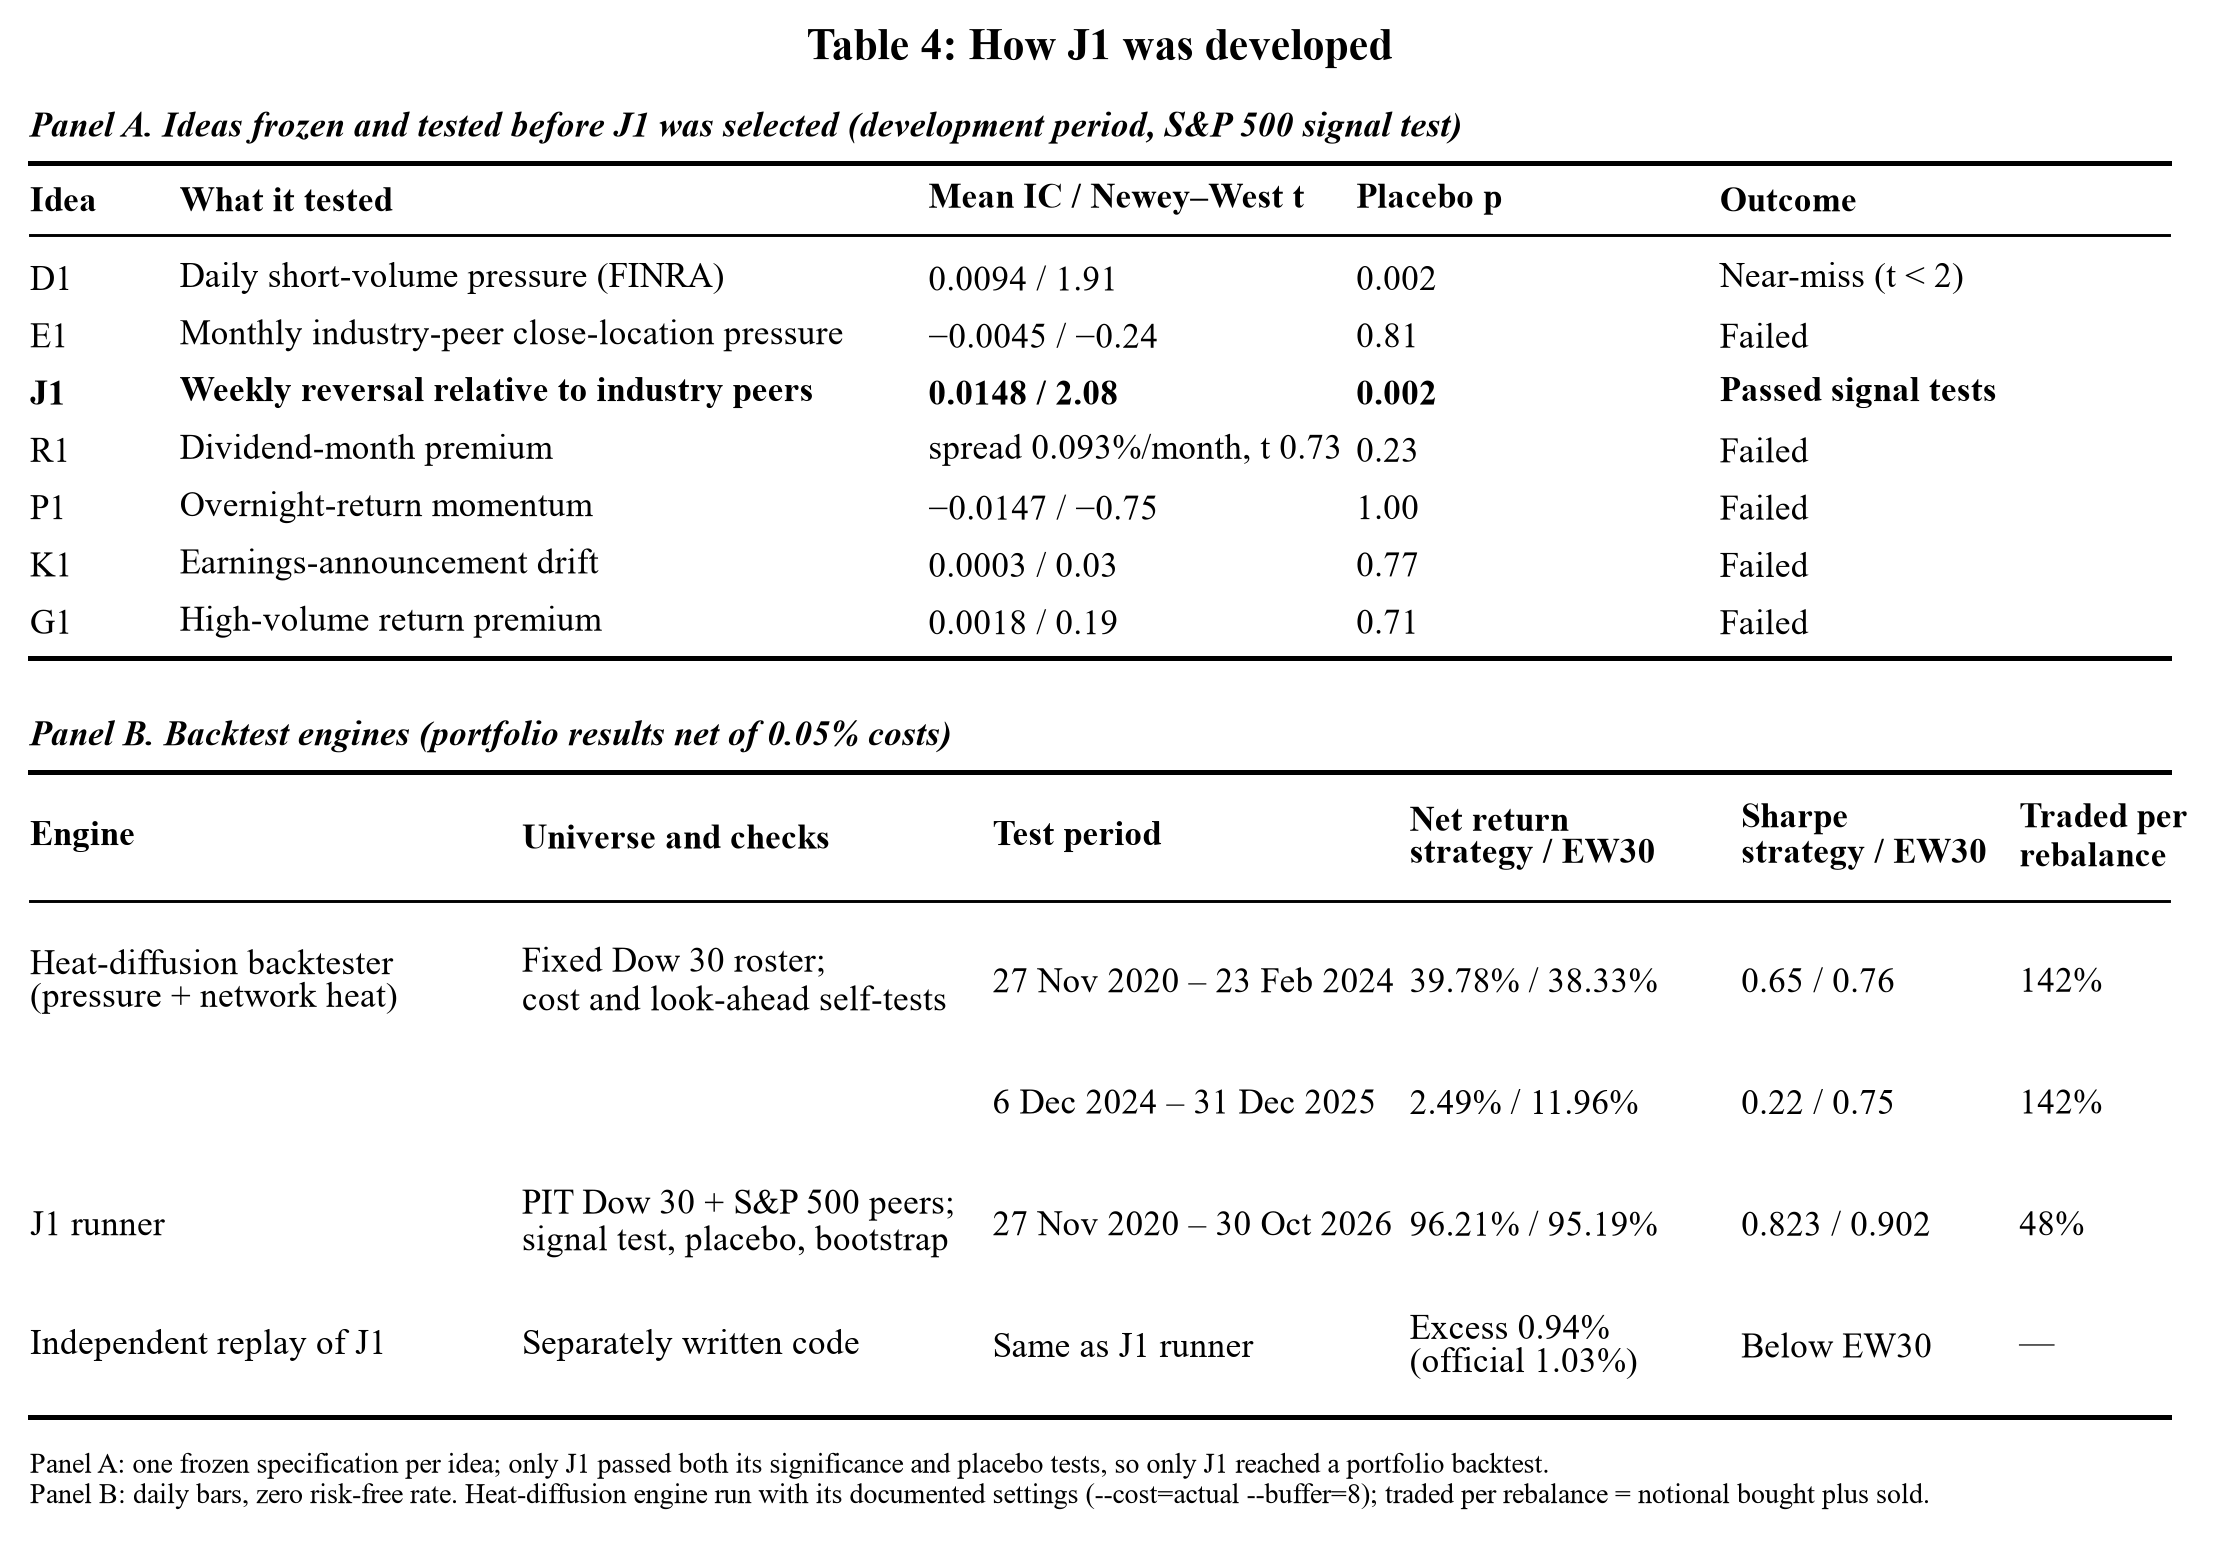 Table 4: How J1 was developed
Panel A. Ideas frozen and tested before J1 was selected (development period, S&P 500 signal test)
Idea What it tested Mean IC / Newey–West t Placebo p Outcome
D1 Daily short-volume pressure (FINRA) 0.0094 / 1.91 0.002 Near-miss (t < 2)
E1 Monthly industry-peer close-location pressure −0.0045 / −0.24 0.81 Failed
J1 Weekly reversal relative to industry peers 0.0148 / 2.08 0.002 Passed signal tests
R1 Dividend-month premium spread 0.093%/month, t 0.73 0.23 Failed
P1 Overnight-return momentum −0.0147 / −0.75 1.00 Failed
K1 Earnings-announcement drift 0.0003 / 0.03 0.77 Failed
G1 High-volume return premium 0.0018 / 0.19 0.71 Failed
Panel B. Backtest engines (portfolio results net of 0.05% costs)
Engine Universe and checks Test period Net return strategy / EW30 Sharpe strategy / EW30 Traded per rebalance
Heat-diffusion backtester (pressure + network heat) Fixed Dow 30 roster; cost and look-ahead self-tests 27 Nov 2020 – 23 Feb 2024 39.78% / 38.33% 0.65 / 0.76 142%
6 Dec 2024 – 31 Dec 2025 2.49% / 11.96% 0.22 / 0.75 142%
J1 runner PIT Dow 30 + S&P 500 peers; signal test, placebo, bootstrap 27 Nov 2020 – 30 Oct 2026 96.21% / 95.19% 0.823 / 0.902 48%
Independent replay of J1 Separately written code Same as J1 runner Excess 0.94% (official 1.03%) Below EW30 —
Panel A: one frozen specification per idea; only J1 passed both its significance and placebo tests, so only J1 reached a portfolio backtest.
Panel B: daily bars, zero risk-free rate. Heat-diffusion engine run with its documented settings (--cost=actual --buffer=8); traded per rebalance = notional bought plus sold.